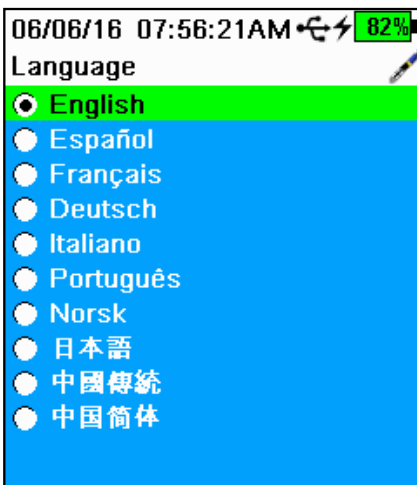 06/06/16 07:56:21AM 82%
Language
English
Español
Français
Deutsch
Italiano
Português
Norsk
日本語
中國傳統
中国简体